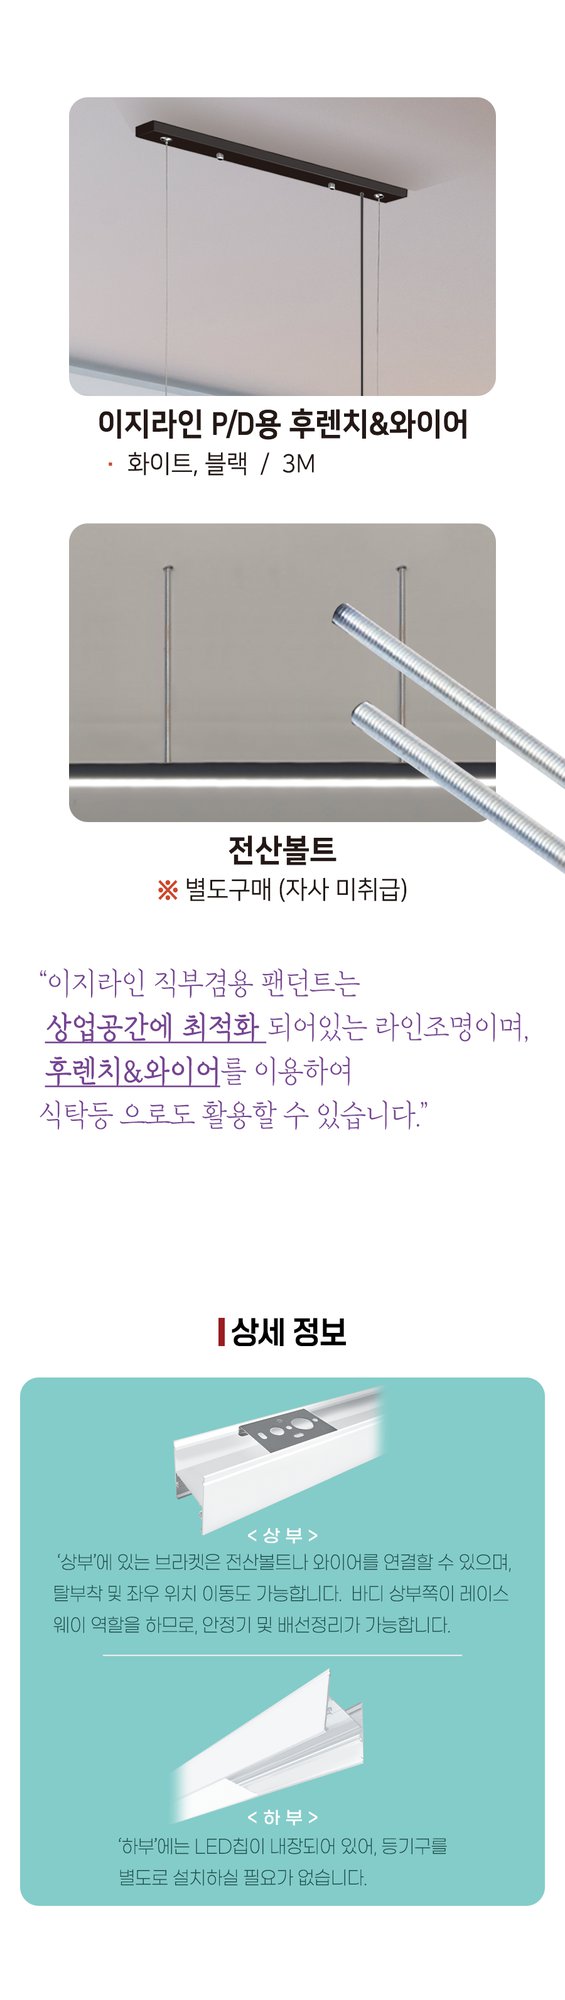 이지라인 P/D용 후렌치&와이어
· 화이트, 블랙 / 3M
전산볼트
※ 별도구매 (자사 미취급)
“이지라인 직부겸용 팬던트는
상업공간에 최적화 되어있는 라인조명이며,
후렌치&와이어를 이용하여
식탁등 으로도 활용할 수 있습니다.”
상세 정보
< 상 부 >
‘상부’에 있는 브라켓은 전산볼트나 와이어를 연결할 수 있으며,
탈부착 및 좌우 위치 이동도 가능합니다. 바디 상부쪽이 레이스
웨이 역할을 하므로, 안정기 및 배선정리가 가능합니다.
< 하 부 >
‘하부’에는 LED칩이 내장되어 있어, 등기구를
별도로 설치하실 필요가 없습니다.